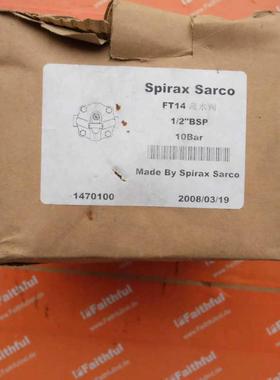 Spirax Sarco
FT14 疏水阀
1/2"BSP
10Bar
Made By Spirax Sarco
1470100 2008/03/19
Faithful
Faithful
Faithful